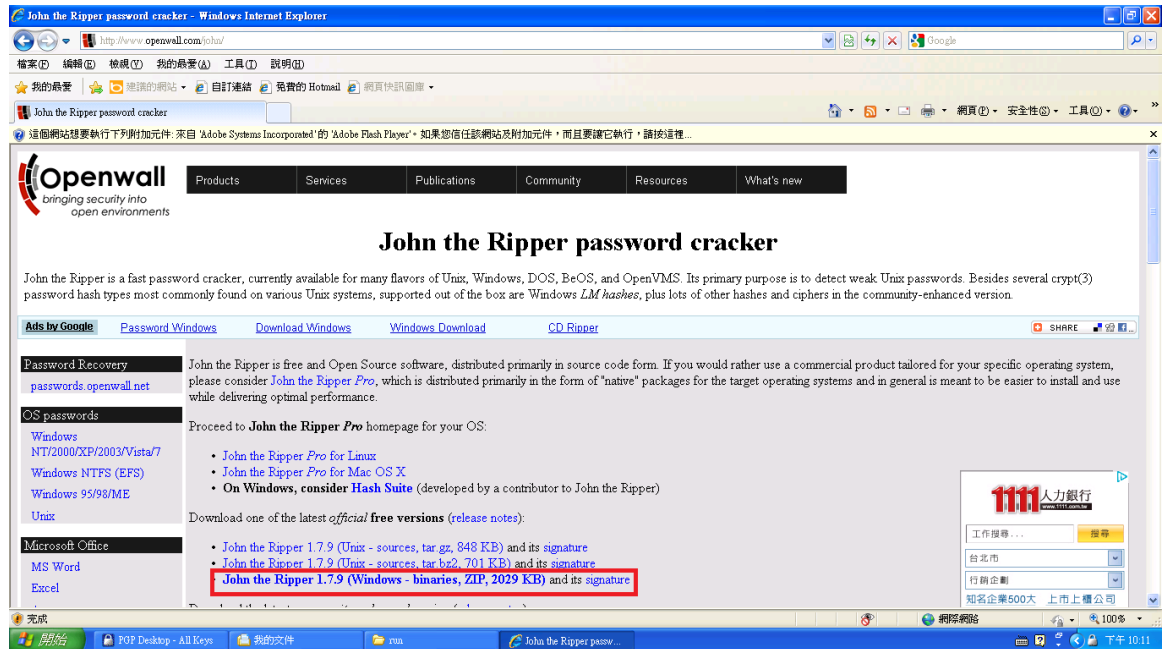 John the Ripper password cracker - Windows Internet Explorer
http://www.openwall.com/john/
Google
檔案(F) 編輯(E) 檢視(V) 我的最愛(A) 工具(T) 說明(H)
我的最愛 建議的網站 自訂連結 免費的 Hotmail 網頁快訊圖庫
John the Ripper password cracker
網頁(P) 安全性(S) 工具(O)
這個網站想要執行下列附加元件: 來自 'Adobe Systems Incorporated' 的 'Adobe Flash Player'。如果您信任該網站及附加元件，而且要讓它執行，請按這裡...
Openwall
bringing security into
open environments
Products Services Publications Community Resources What's new
John the Ripper password cracker
John the Ripper is a fast password cracker, currently available for many flavors of Unix, Windows, DOS, BeOS, and OpenVMS. Its primary purpose is to detect weak Unix passwords. Besides several crypt(3)
password hash types most commonly found on various Unix systems, supported out of the box are Windows LM hashes, plus lots of other hashes and ciphers in the community-enhanced version.
Ads by Google Password Windows Download Windows Windows Download CD Ripper
SHARE
Password Recovery
passwords.openwall.net
OS passwords
Windows
NT/2000/XP/2003/Vista/7
Windows NTFS (EFS)
Windows 95/98/ME
Unix
Microsoft Office
MS Word
Excel
John the Ripper is free and Open Source software, distributed primarily in source code form. If you would rather use a commercial product tailored for your specific operating system,
please consider John the Ripper Pro, which is distributed primarily in the form of "native" packages for the target operating systems and in general is meant to be easier to install and use
while delivering optimal performance.
Proceed to John the Ripper Pro homepage for your OS:
• John the Ripper Pro for Linux
• John the Ripper Pro for Mac OS X
• On Windows, consider Hash Suite (developed by a contributor to John the Ripper)
Download one of the latest official free versions (release notes):
• John the Ripper 1.7.9 (Unix - sources, tar.gz, 848 KB) and its signature
• John the Ripper 1.7.9 (Unix - sources, tar.bz2, 701 KB) and its signature
• John the Ripper 1.7.9 (Windows - binaries, ZIP, 2029 KB) and its signature
1111人力銀行
www.1111.com.tw
工作搜尋... 搜尋
台北市
行銷企劃
知名企業500大 上市上櫃公司
完成
網際網路
100%
開始
PGP Desktop - All Keys
我的文件
run
John the Ripper passw...
下午 10:11